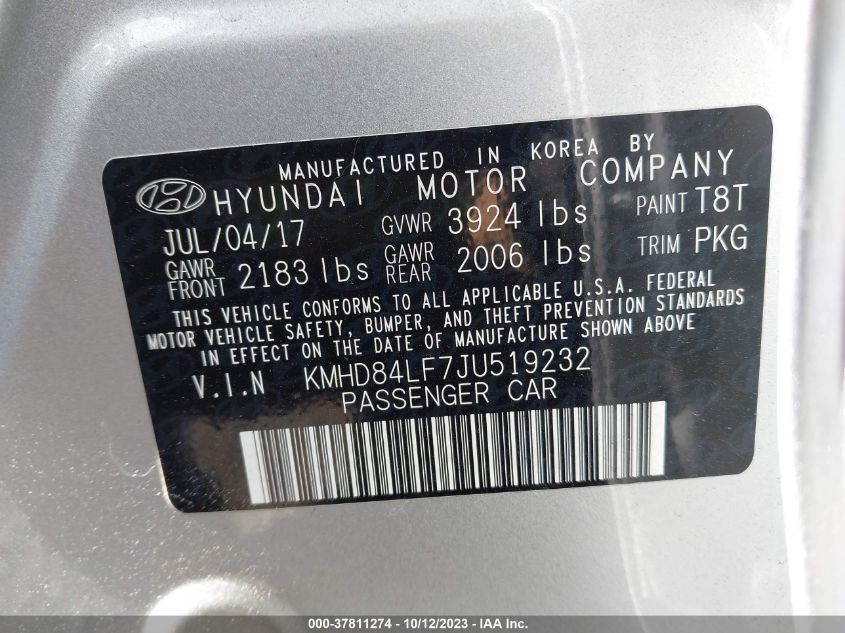 MANUFACTURED IN KOREA BY
HYUNDAI MOTOR COMPANY
JUL/04/17 GVWR 3924 lbs PAINT T8T
GAWR FRONT 2183 lbs GAWR REAR 2006 lbs TRIM PKG
THIS VEHICLE CONFORMS TO ALL APPLICABLE U.S.A. FEDERAL
MOTOR VEHICLE SAFETY, BUMPER, AND THEFT PREVENTION STANDARDS
IN EFFECT ON THE DATE OF MANUFACTURE SHOWN ABOVE
V.I.N KMHD84LF7JU519232
PASSENGER CAR
000-37811274 - 10/12/2023 - IAA Inc.